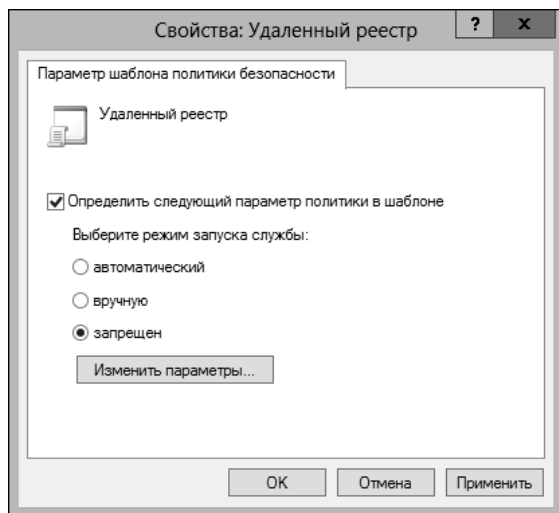 Свойства: Удаленный реестр
? x
Параметр шаблона политики безопасности
Удаленный реестр
Определить следующий параметр политики в шаблоне
Выберите режим запуска службы:
автоматический
вручную
запрещен
Изменить параметры...
OK Отмена Применить